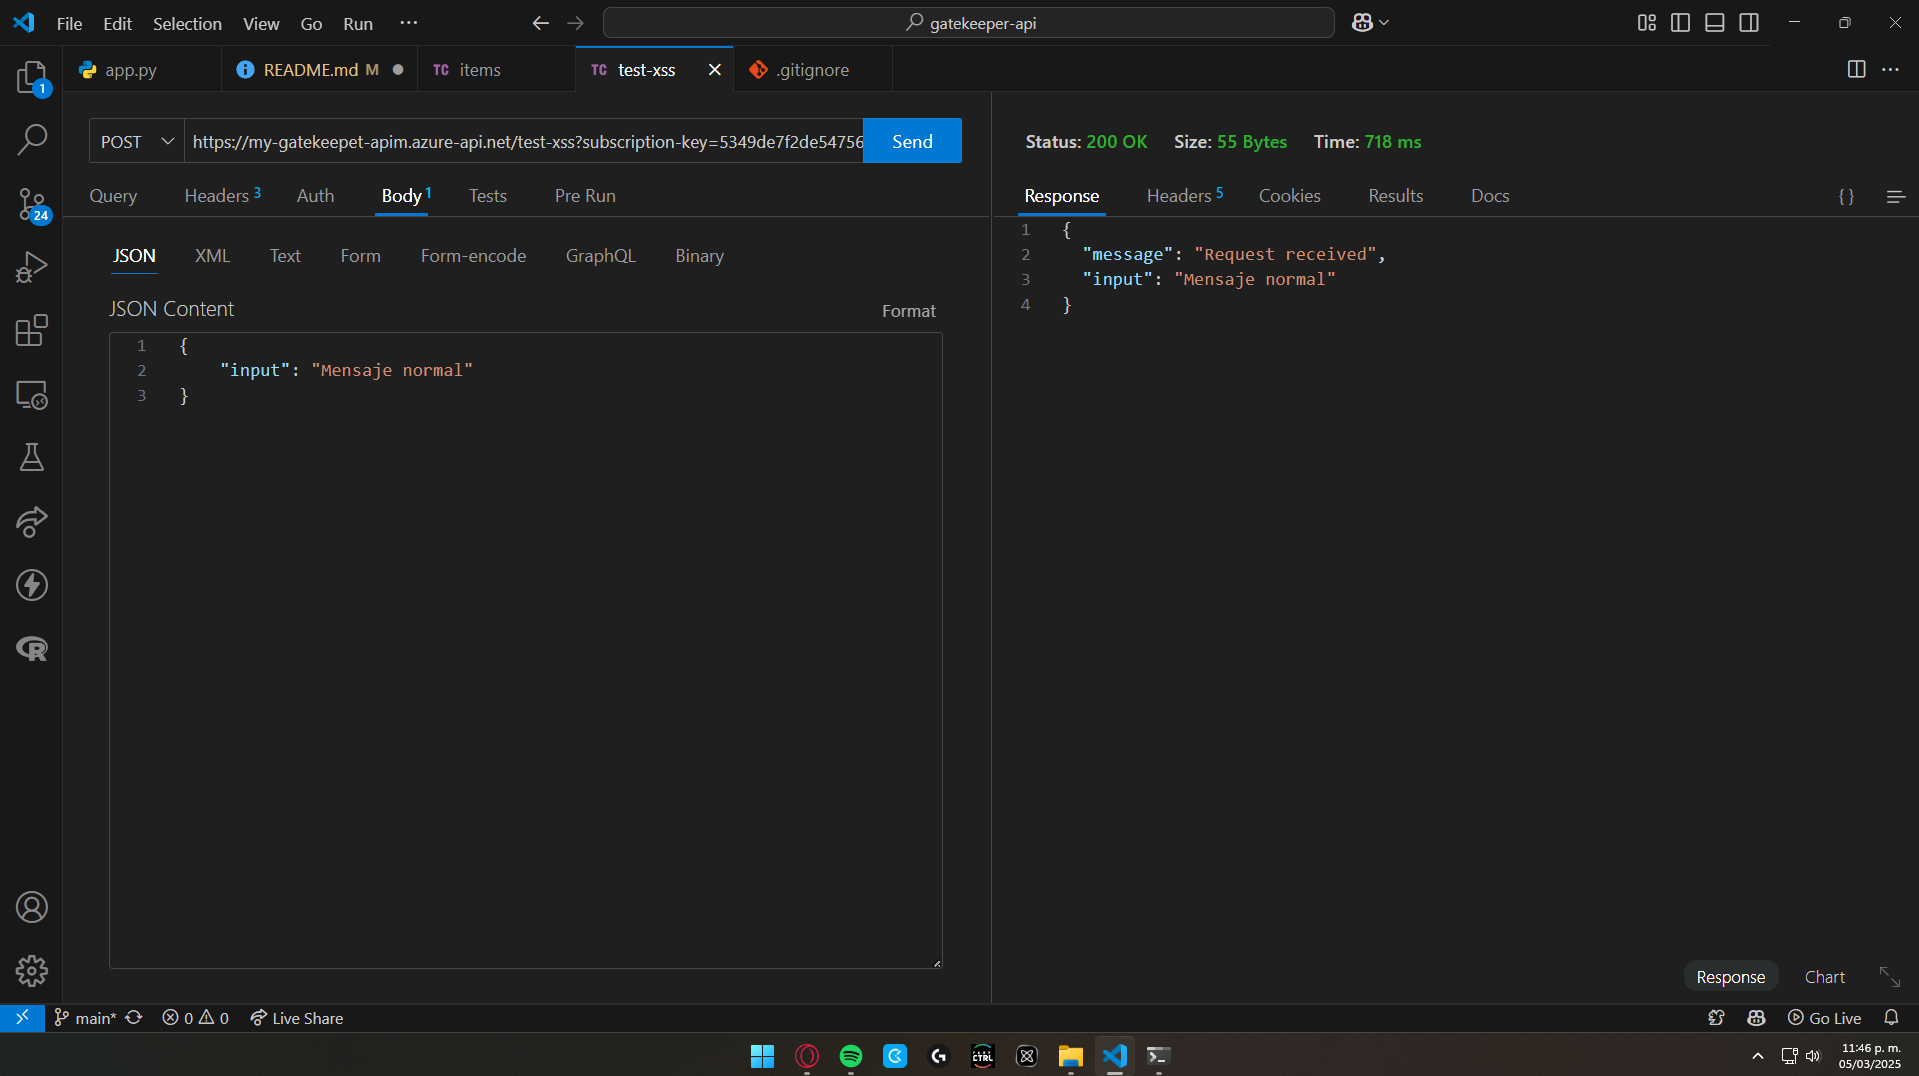 File Edit Selection View Go Run ··· gatekeeper-api
app.py README.md M TC items TC test-xss .gitignore
1
24
POST https://my-gatekeepet-apim.azure-api.net/test-xss?subscription-key=5349de7f2de54756 Send
Query Headers 3 Auth Body 1 Tests Pre Run
JSON XML Text Form Form-encode GraphQL Binary
JSON Content Format
1 {
2 "input": "Mensaje normal"
3 }
Status: 200 OK Size: 55 Bytes Time: 718 ms
Response Headers 5 Cookies Results Docs { }
1 {
2 "message": "Request received",
3 "input": "Mensaje normal"
4 }
Response Chart
main* 0 0 Live Share Go Live
CTRL
11:46 p. m.
05/03/2025